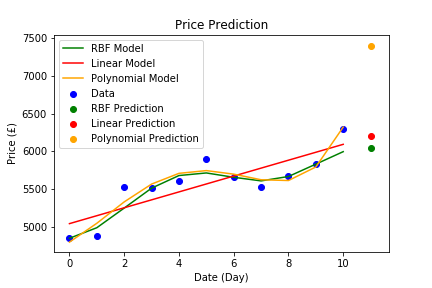 Price Prediction
7500
7000
6500
6000
5500
5000
Price (£)
RBF Model
Linear Model
Polynomial Model
Data
RBF Prediction
Linear Prediction
Polynomial Prediction
0 2 4 6 8 10
Date (Day)